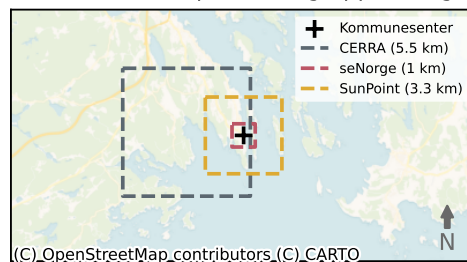 Kommunesenter
CERRA (5.5 km)
seNorge (1 km)
SunPoint (3.3 km)
N
(C) OpenStreetMap contributors (C) CARTO